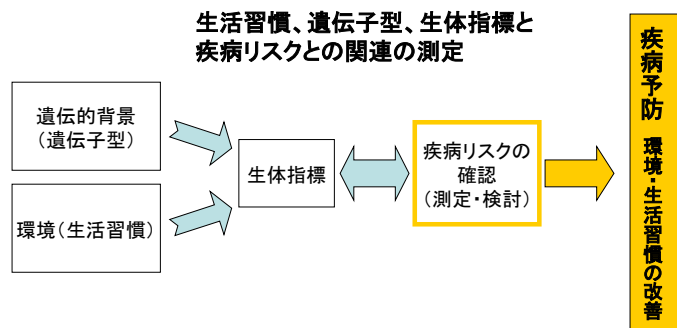 生活習慣、遺伝子型、生体指標と
疾病リスクとの関連の測定
遺伝的背景
（遺伝子型）
環境（生活習慣）
生体指標
疾病リスクの
確認
（測定・検討）
疾病予防 環境・生活習慣の改善